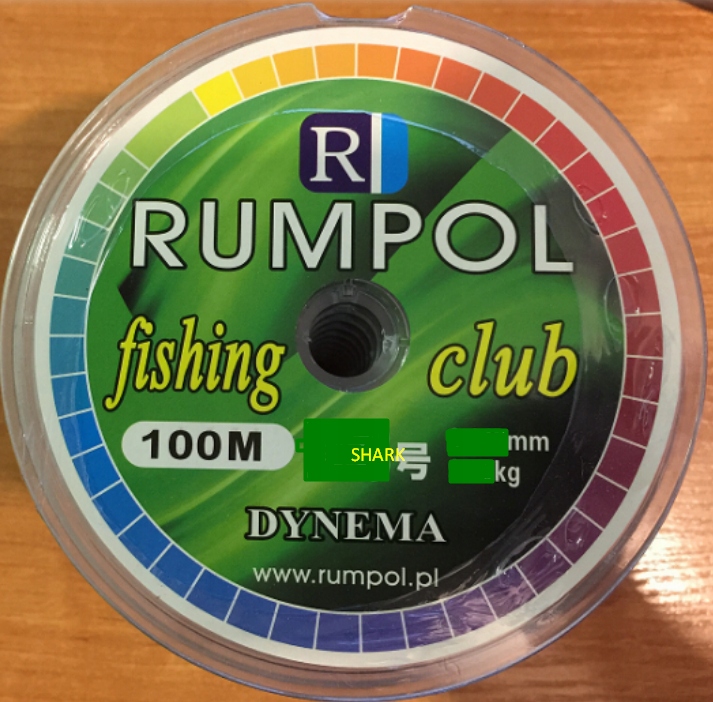 R
RUMPOL
fishing club
100M SHARK 号 mm
kg
DYNEMA
www.rumpol.pl